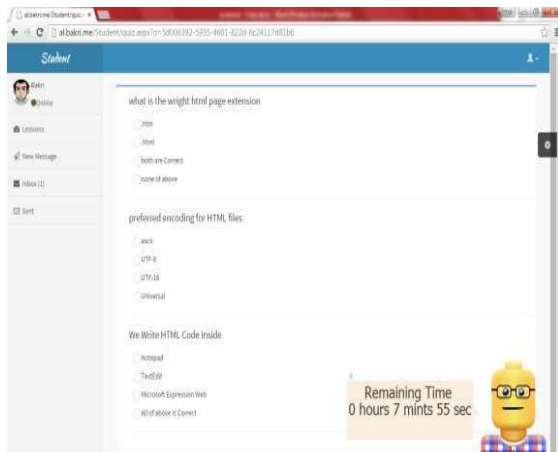 Student
Bakri
Online
Lessions
New Message
Inbox (1)
Sent
what is the wright html page extension
.htm
.html
both are Correct
none of above
preferred encoding for HTML files
ascii
UTF-8
UTF-16
Universal
We Write HTML Code Inside
Notepad
TextEdit
Microsoft Expression Web
All of above is Correct
Remaining Time
0 hours 7 mints 55 sec